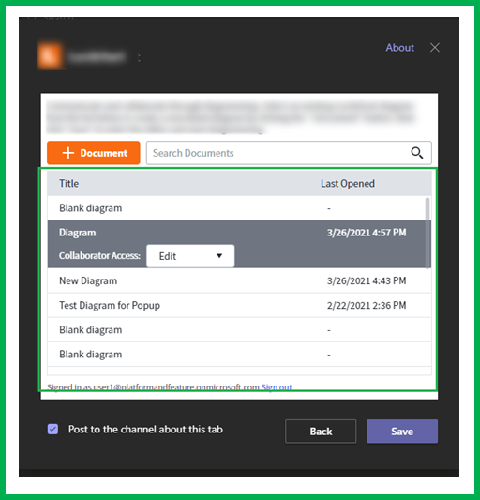 About
+ Document
Search Documents
Title Last Opened
Blank diagram -
Diagram 3/26/2021 4:57 PM
Collaborator Access: Edit
New Diagram 3/26/2021 4:43 PM
Test Diagram for Popup 2/22/2021 2:36 PM
Blank diagram -
Blank diagram -
Signed in as Sign out
Post to the channel about this tab
Back
Save